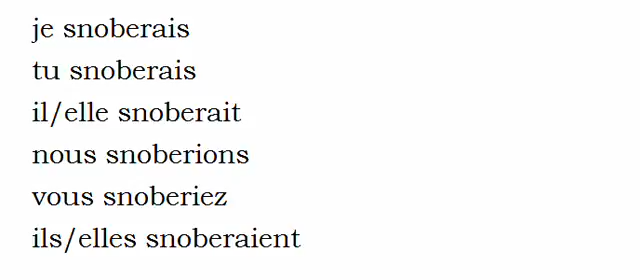 je snoberais
tu snoberais
il/elle snoberait
nous snoberions
vous snoberiez
ils/elles snoberaient